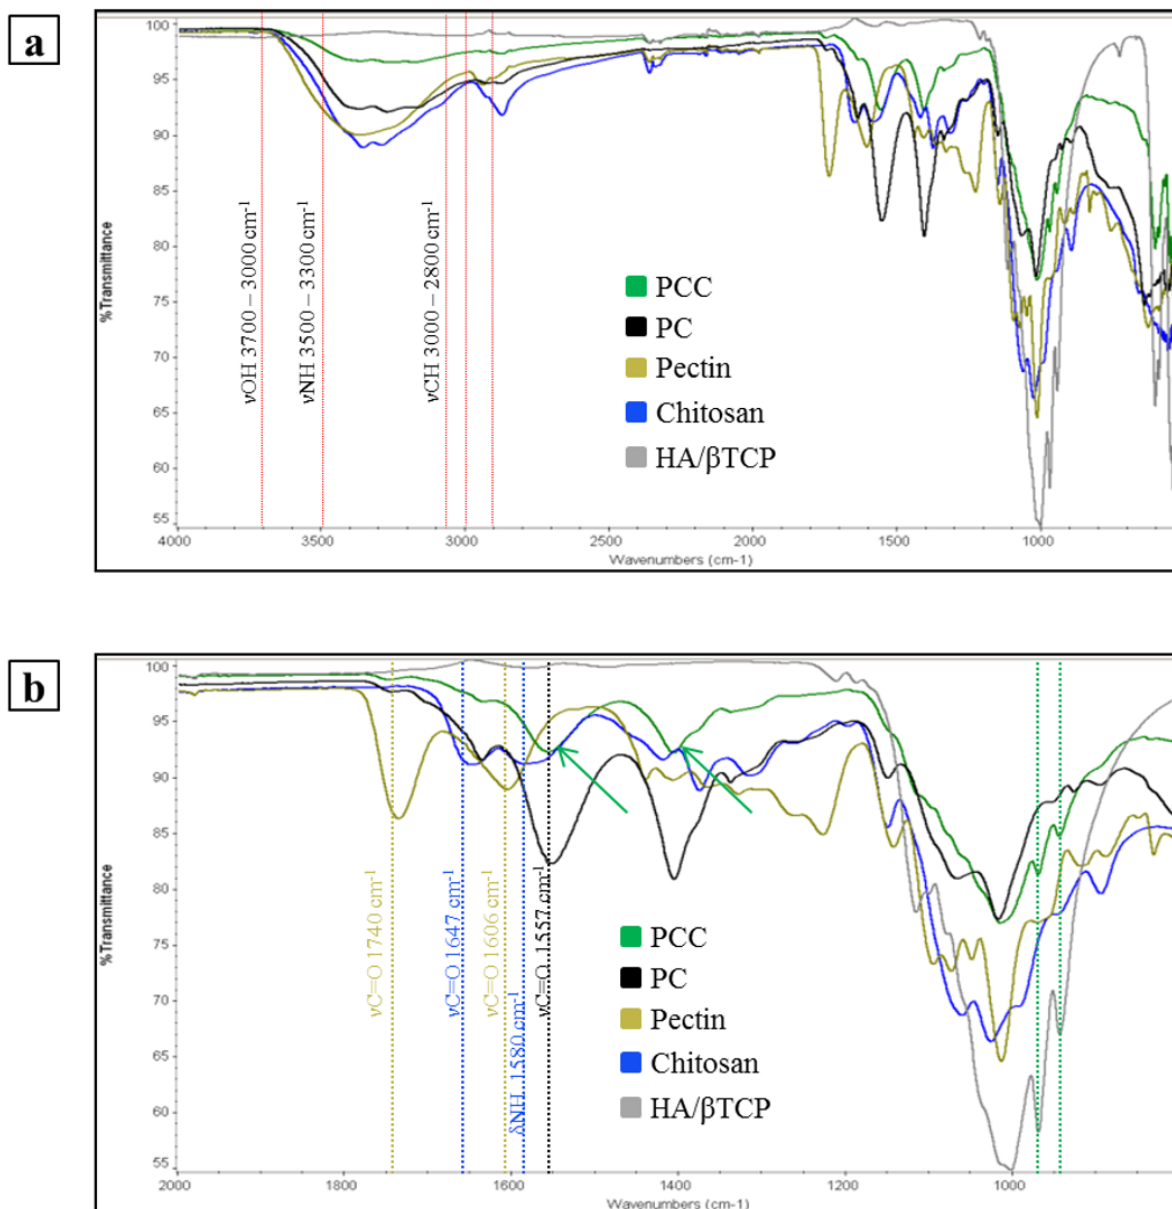 a
100
95
90
85
80
75
70
65
60
55
%Transmittance
νOH 3700 – 3000 cm-1
νNH 3500 – 3300 cm-1
νCH 3000 – 2800 cm-1
PCC
PC
Pectin
Chitosan
HA/βTCP
4000 3500 3000 2500 2000 1500 1000
Wavenumbers (cm-1)
b
100
95
90
85
80
75
70
65
60
55
%Transmittance
νC=O 1740 cm-1
νC=O 1647 cm-1
νC=O 1606 cm-1
δNH 1580 cm-1
νC=O 1557 cm-1
PCC
PC
Pectin
Chitosan
HA/βTCP
2000 1800 1600 1400 1200 1000
Wavenumbers (cm-1)